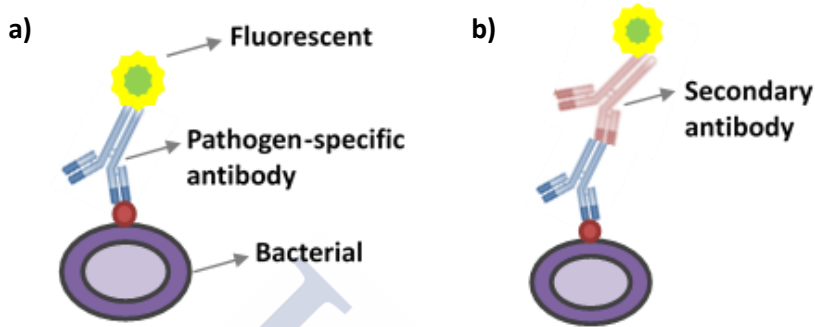 a)
Fluorescent
Pathogen-specific
antibody
Bacterial
b)
Secondary
antibody